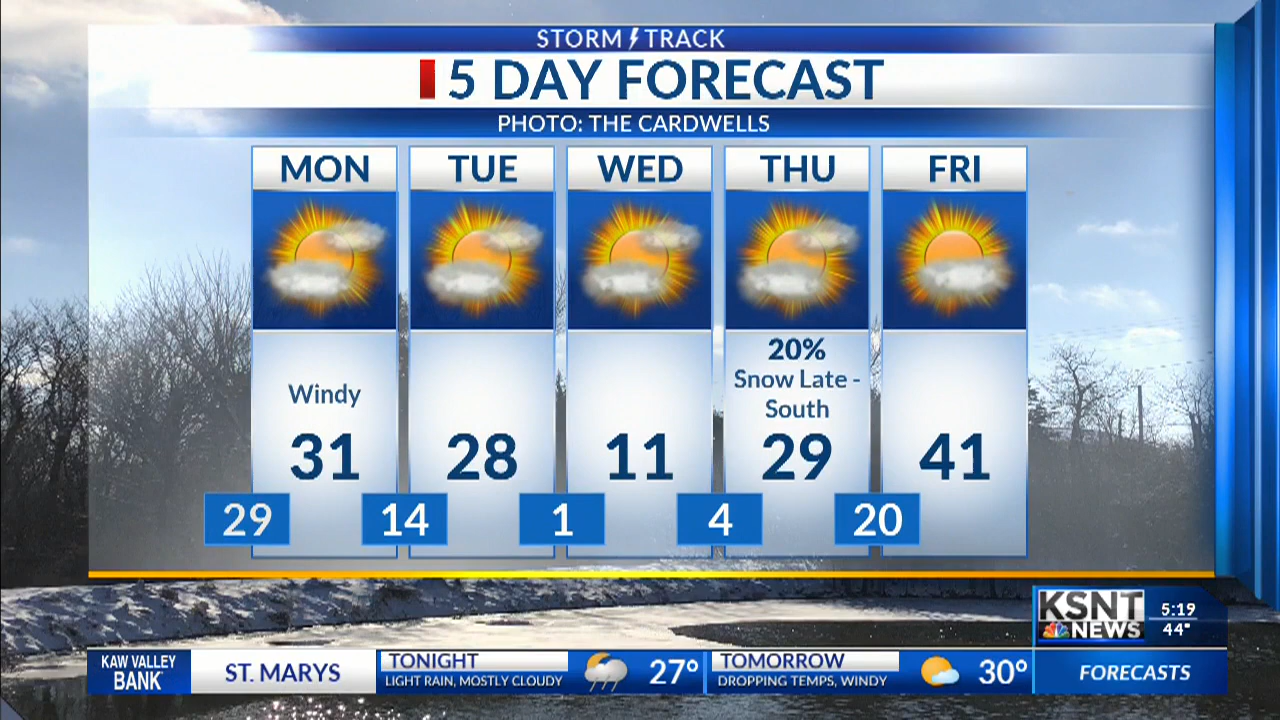 STORM TRACK
5 DAY FORECAST
PHOTO: THE CARDWELLS
MON TUE WED THU FRI
20%
Windy
Snow Late -
South
31 28 11 29 41
29 14 1 4 20
KSNT
NEWS
5:19
44°
KAW VALLEY
BANK
ST. MARYS
TONIGHT
LIGHT RAIN, MOSTLY CLOUDY
27°
TOMORROW
DROPPING TEMPS, WINDY
30°
FORECASTS